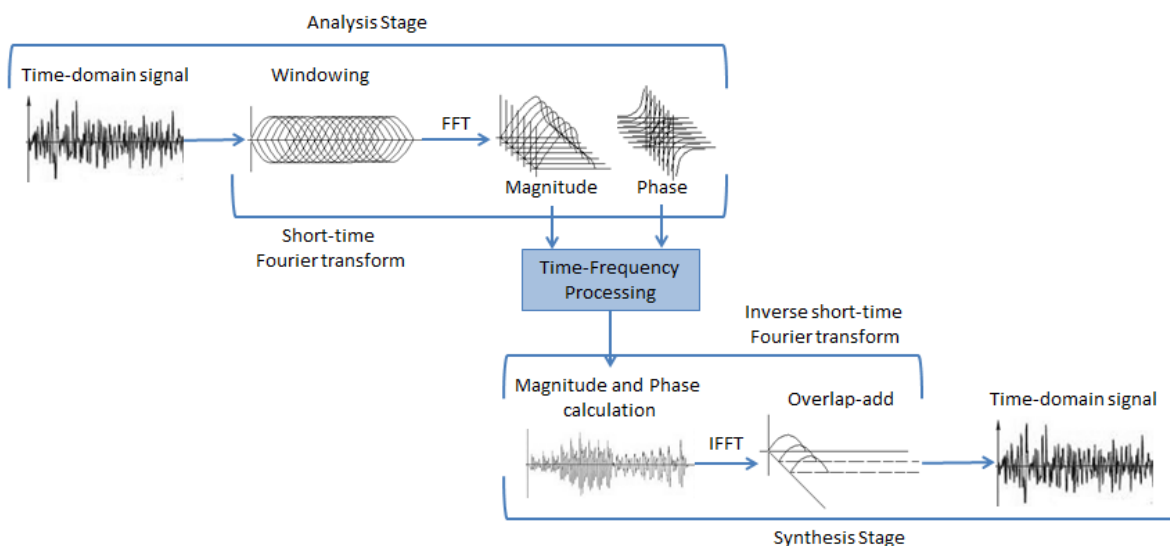 Analysis Stage
Time-domain signal
Windowing
FFT
Magnitude
Phase
Short-time
Fourier transform
Time-Frequency
Processing
Inverse short-time
Fourier transform
Magnitude and Phase
calculation
IFFT
Overlap-add
Time-domain signal
Synthesis Stage